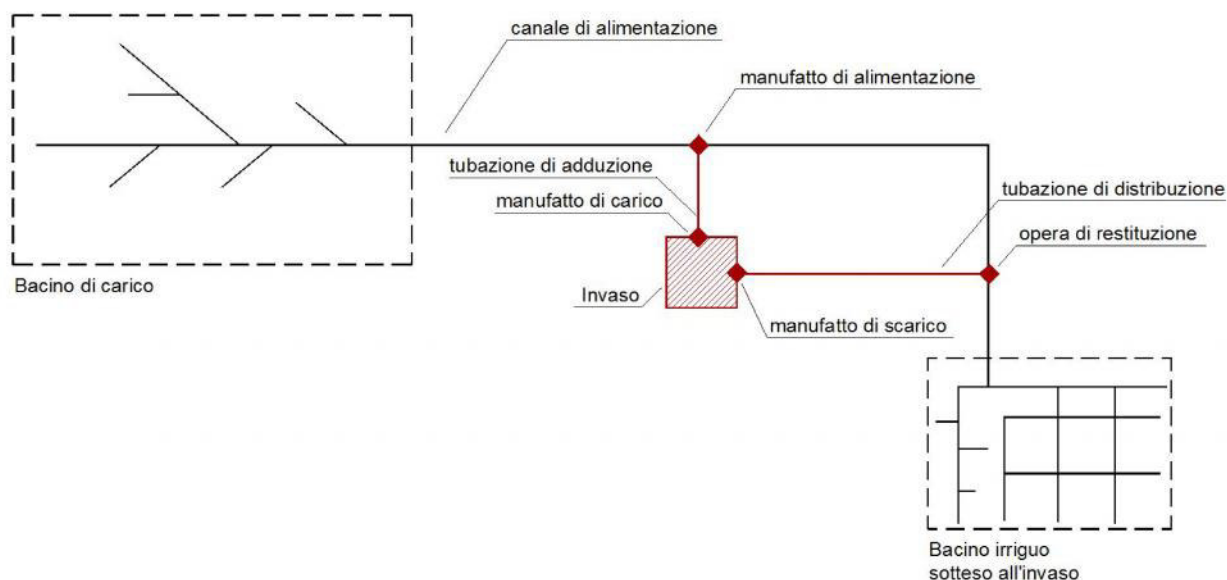 canale di alimentazione
manufatto di alimentazione
tubazione di adduzione
tubazione di distribuzione
manufatto di carico
opera di restituzione
Bacino di carico
Invaso
manufatto di scarico
Bacino irriguo
sotteso all'invaso